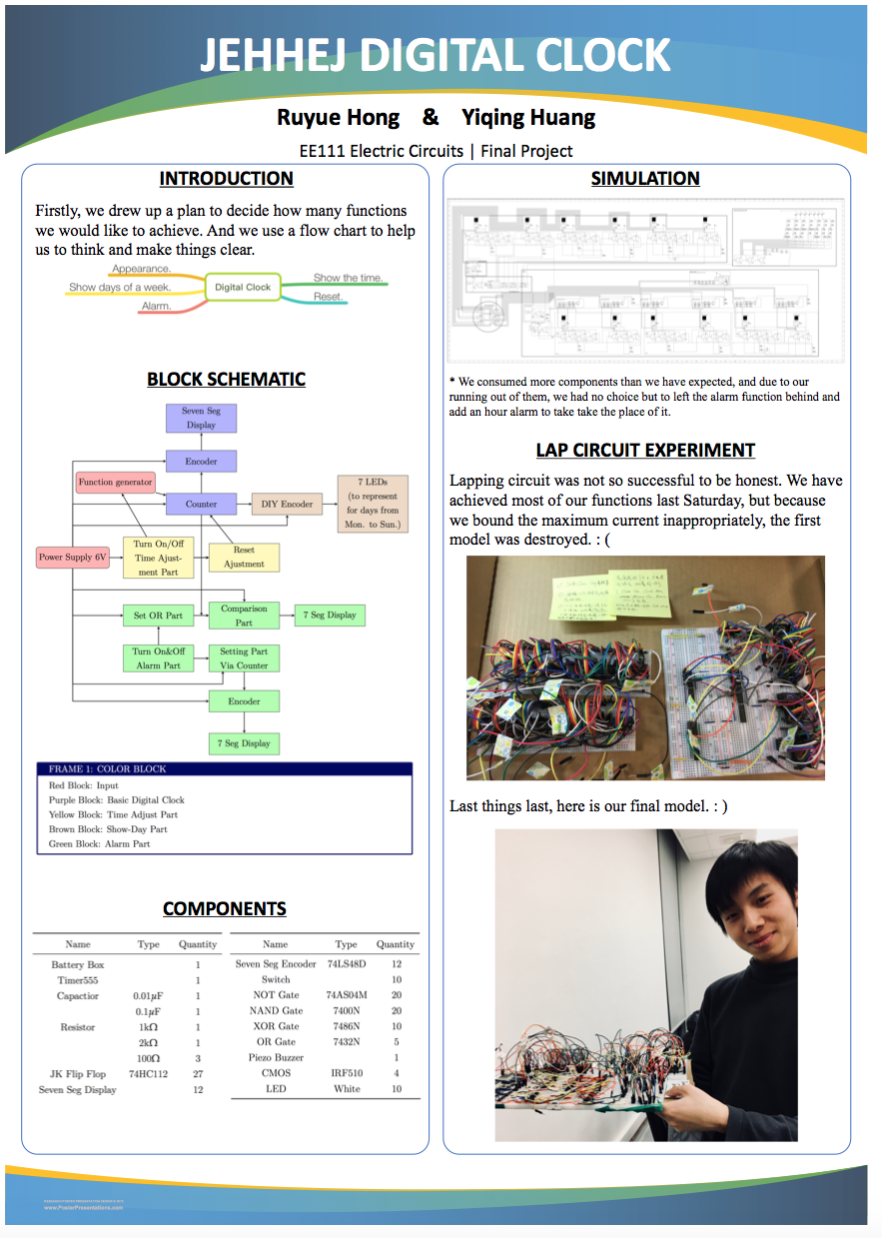 JEHHEJ DIGITAL CLOCK
Ruyue Hong & Yiqing Huang
EE111 Electric Circuits | Final Project
INTRODUCTION
Firstly, we drew up a plan to decide how many functions
we would like to achieve. And we use a flow chart to help
us to think and make things clear.
Appearance.
Show days of a week.
Alarm.
Digital Clock
Show the time.
Reset.
BLOCK SCHEMATIC
Seven Seg
Display
Encoder
Function generator
Counter
DIY Encoder
7 LEDs
(to represent
for days from
Mon. to Sun.)
Power Supply 6V
Turn On/Off
Time Ajust-
ment Part
Reset
Ajustment
Set OR Part
Comparison
Part
7 Seg Display
Turn On&Off
Alarm Part
Setting Part
Via Counter
Encoder
7 Seg Display
FRAME 1: COLOR BLOCK
Red Block: Input
Purple Block: Basic Digital Clock
Yellow Block: Time Adjust Part
Brown Block: Show-Day Part
Green Block: Alarm Part
COMPONENTS
Name Type Quantity
Battery Box 1
Timer555 1
Capactior 0.01μF 1
0.1μF 1
Resistor 1kΩ 1
2kΩ 1
100Ω 3
JK Flip Flop 74HC112 27
Seven Seg Display 12
Name Type Quantity
Seven Seg Encoder 74LS48D 12
Switch 10
NOT Gate 74AS04M 20
NAND Gate 7400N 20
XOR Gate 7486N 10
OR Gate 7432N 5
Piezo Buzzer 1
CMOS IRF510 4
LED White 10
SIMULATION
* We consumed more components than we have expected, and due to our
running out of them, we had no choice but to left the alarm function behind and
add an hour alarm to take take the place of it.
LAP CIRCUIT EXPERIMENT
Lapping circuit was not so successful to be honest. We have
achieved most of our functions last Saturday, but because
we bound the maximum current inappropriately, the first
model was destroyed. : (
Last things last, here is our final model. : )
www.PosterPresentations.com